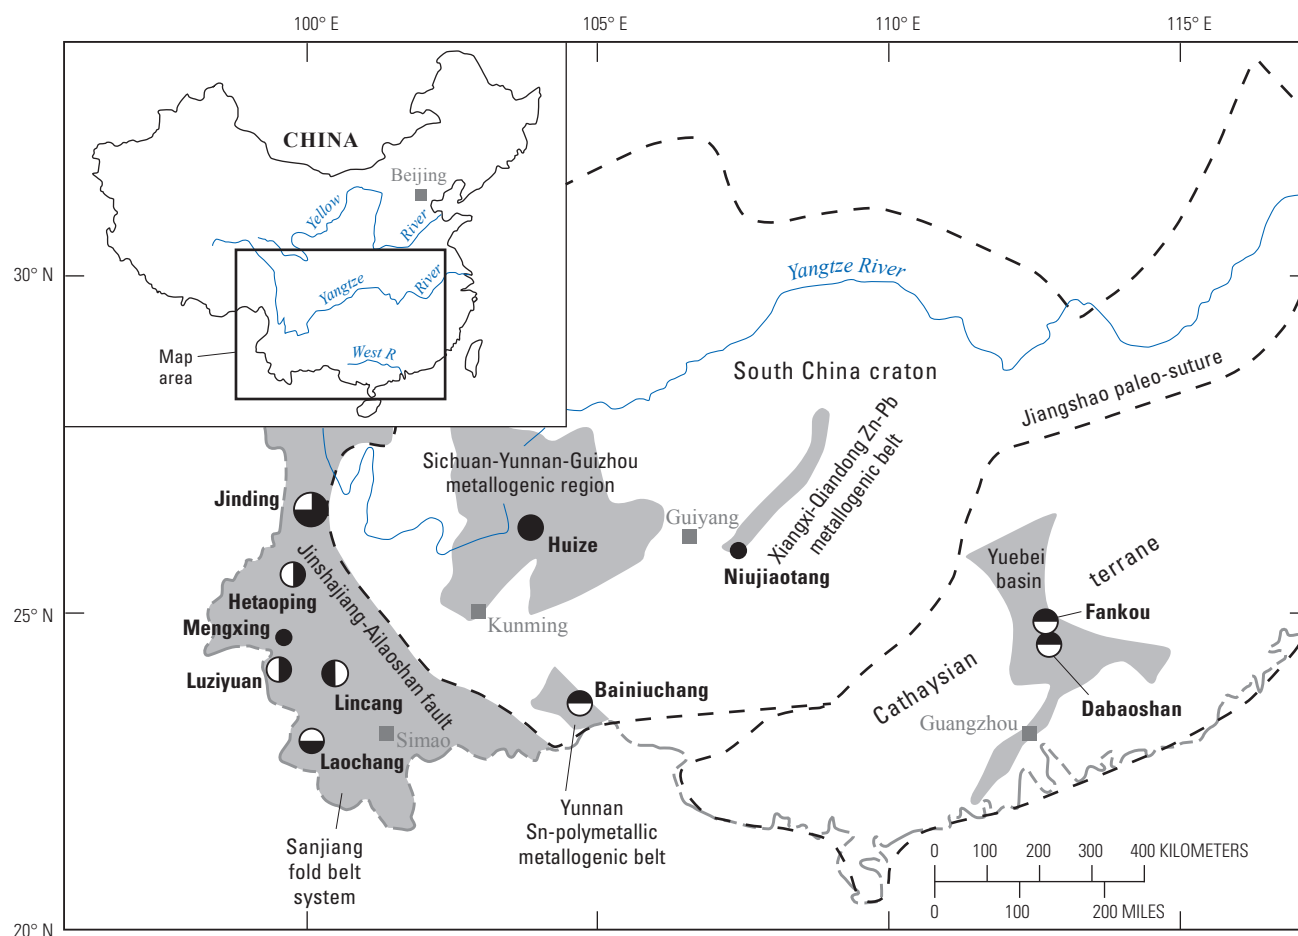 100° E
105° E
110° E
115° E
30° N
25° N
20° N
CHINA
Beijing
Yellow
River
Yangtze
River
West R
Map
area
Yangtze River
South China craton
Jiangshao paleo-suture
Xiangxi-Qiandong Zn-Pb
metallogenic belt
Sichuan-Yunnan-Guizhou
metallogenic region
Jinding
Huize
Guiyang
Niujiaotang
Yuebei
basin
Cathaysian
terrane
Fankou
Dabaoshan
Guangzhou
Hetaoping
Mengxing
Luziyuan
Lincang
Laochang
Simao
Jinshajiang-Ailaoshan fault
Kunming
Bainiuchang
Sanjiang
fold belt
system
Yunnan
Sn-polymetallic
metallogenic belt
0 100 200 300 400 KILOMETERS
0 100 200 MILES